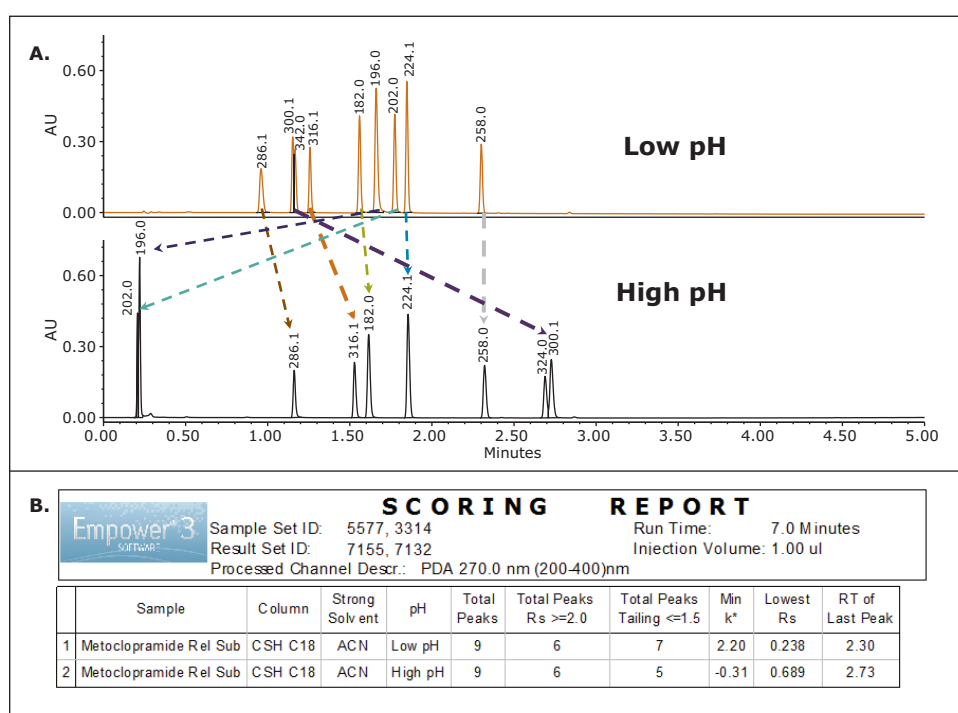 A.
0.60
0.30
0.00
AU
286.1
300.1
342.0
316.1
182.0
196.0
202.0
224.1
258.0
Low pH
0.60
0.30
0.00
AU
202.0
196.0
286.1
316.1
182.0
224.1
258.0
324.0
300.1
High pH
0.00 0.50 1.00 1.50 2.00 2.50 3.00 3.50 4.00 4.50 5.00
Minutes
B.
Empower 3
SOFTWARE
SCORING REPORT
Sample Set ID: 5577, 3314 Run Time: 7.0 Minutes
Result Set ID: 7155, 7132 Injection Volume: 1.00 ul
Processed Channel Descr.: PDA 270.0 nm (200-400)nm
Sample Column Strong Solvent pH Total Peaks Total Peaks Rs >=2.0 Total Peaks Tailing <=1.5 Min k* Lowest Rs RT of Last Peak
1 Metoclopramide Rel Sub CSH C18 ACN Low pH 9 6 7 2.20 0.238 2.30
2 Metoclopramide Rel Sub CSH C18 ACN High pH 9 6 5 -0.31 0.689 2.73